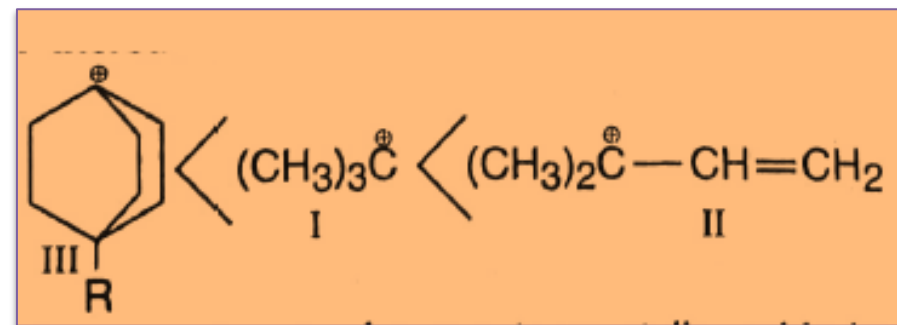 ⊕
< (CH₃)₃C⊕ < (CH₃)₂C⊕—CH=CH₂
III I II
R